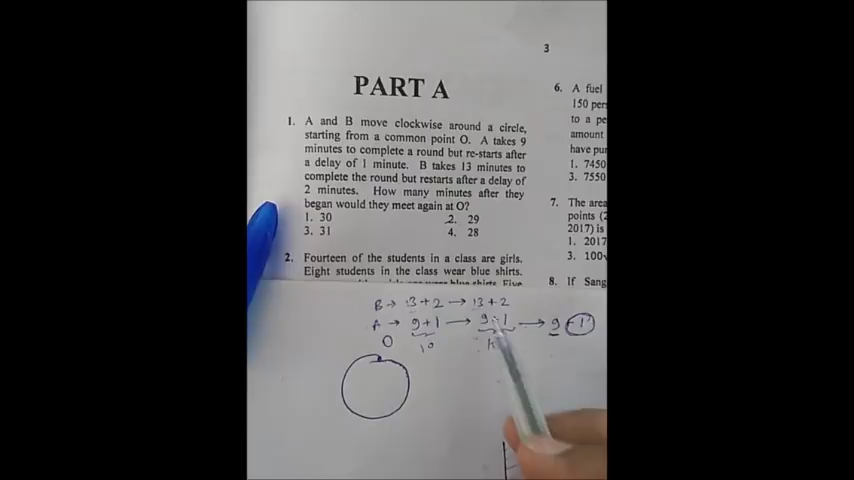 3
PART A
1. A and B move clockwise around a circle,
starting from a common point O. A takes 9
minutes to complete a round but re-starts after
a delay of 1 minute. B takes 13 minutes to
complete the round but restarts after a delay of
2 minutes. How many minutes after they
began would they meet again at O?
1. 30 2. 29
3. 31 4. 28
2. Fourteen of the students in a class are girls.
Eight students in the class wear blue shirts.
6. A fuel
150 per
to a pe
amount
have pu
1. 7450
3. 7550
7. The area
points (2
2017) is
1. 2017
3. 100
8. If Sang
B → 13+2 → 13+2
A → 9+1 → 9+1 → 9+1
O 10